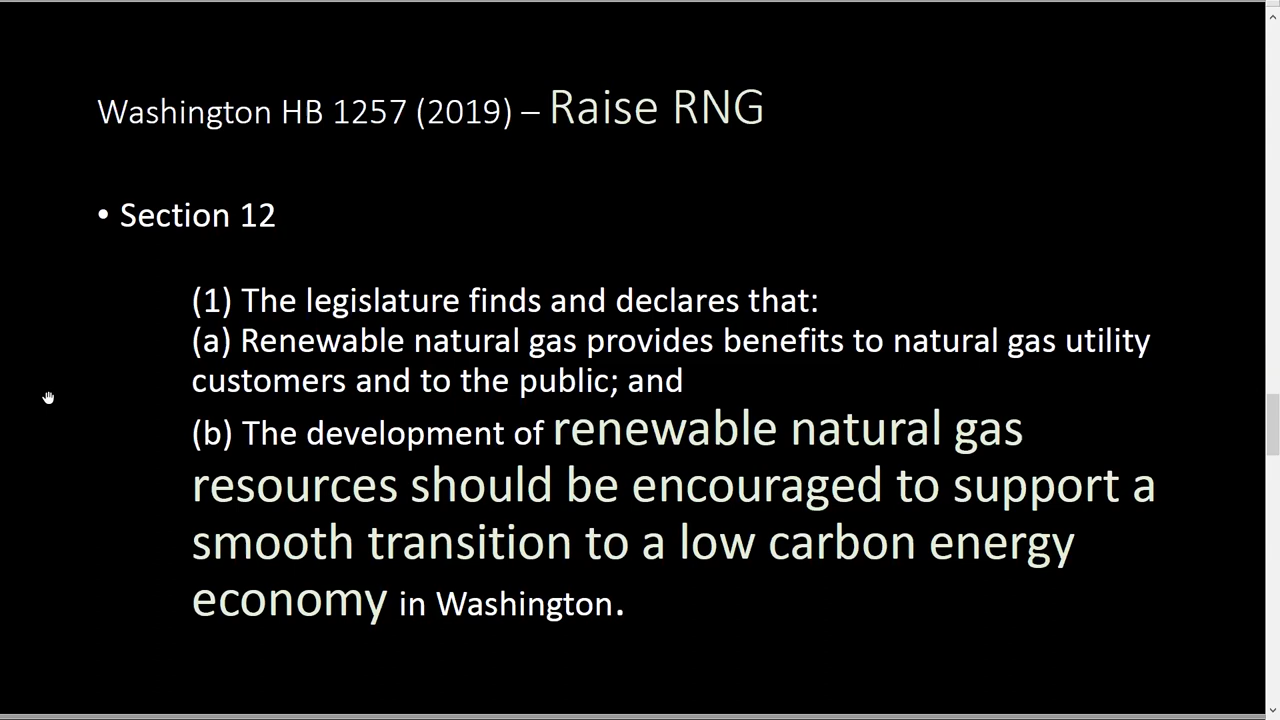 Washington HB 1257 (2019) – Raise RNG
• Section 12
(1) The legislature finds and declares that:
(a) Renewable natural gas provides benefits to natural gas utility
customers and to the public; and
(b) The development of renewable natural gas
resources should be encouraged to support a
smooth transition to a low carbon energy
economy in Washington.